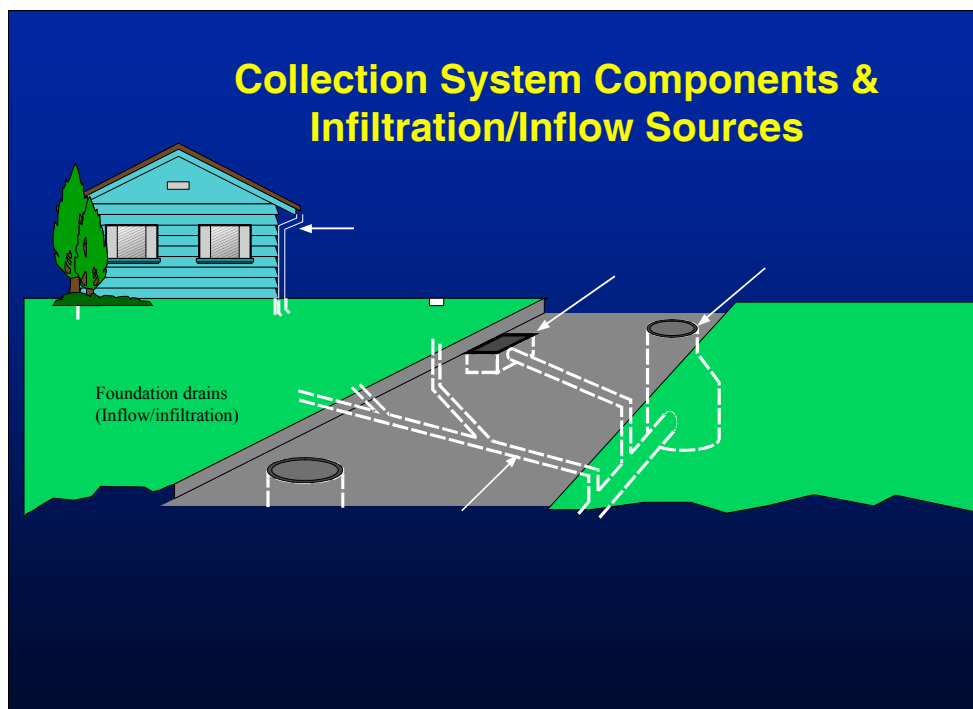 Collection System Components &
Infiltration/Inflow Sources
Foundation drains
(Inflow/infiltration)